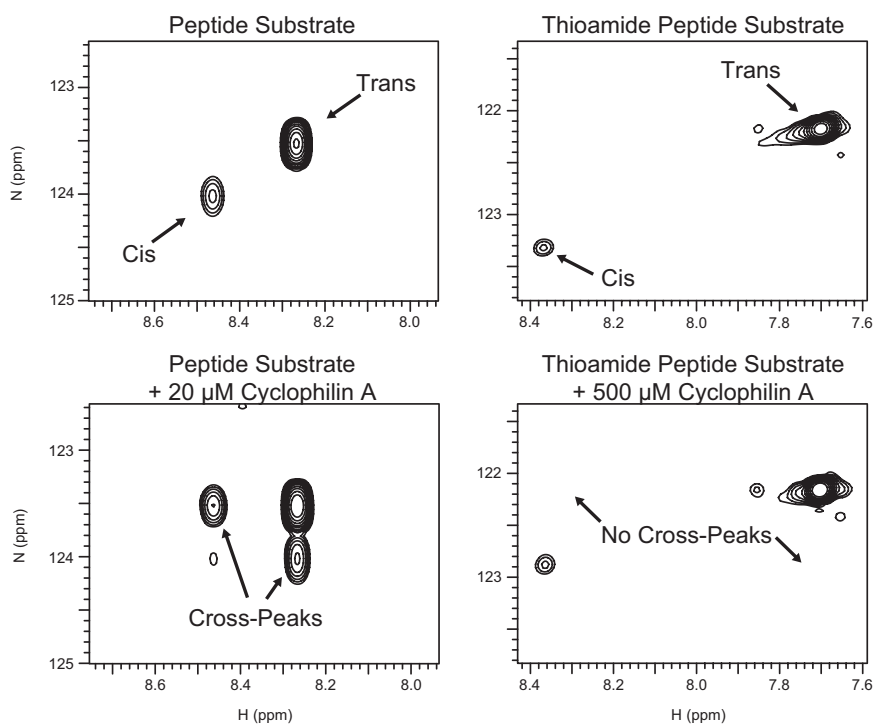 Peptide Substrate
Thioamide Peptide Substrate
123
124
125
N (ppm)
Trans
Cis
8.6
8.4
8.2
8.0
122
123
Trans
Cis
8.4
8.2
8.0
7.8
7.6
Peptide Substrate
+ 20 µM Cyclophilin A
Thioamide Peptide Substrate
+ 500 µM Cyclophilin A
123
124
125
N (ppm)
Cross-Peaks
8.6
8.4
8.2
8.0
H (ppm)
122
123
No Cross-Peaks
8.4
8.2
8.0
7.8
7.6
H (ppm)